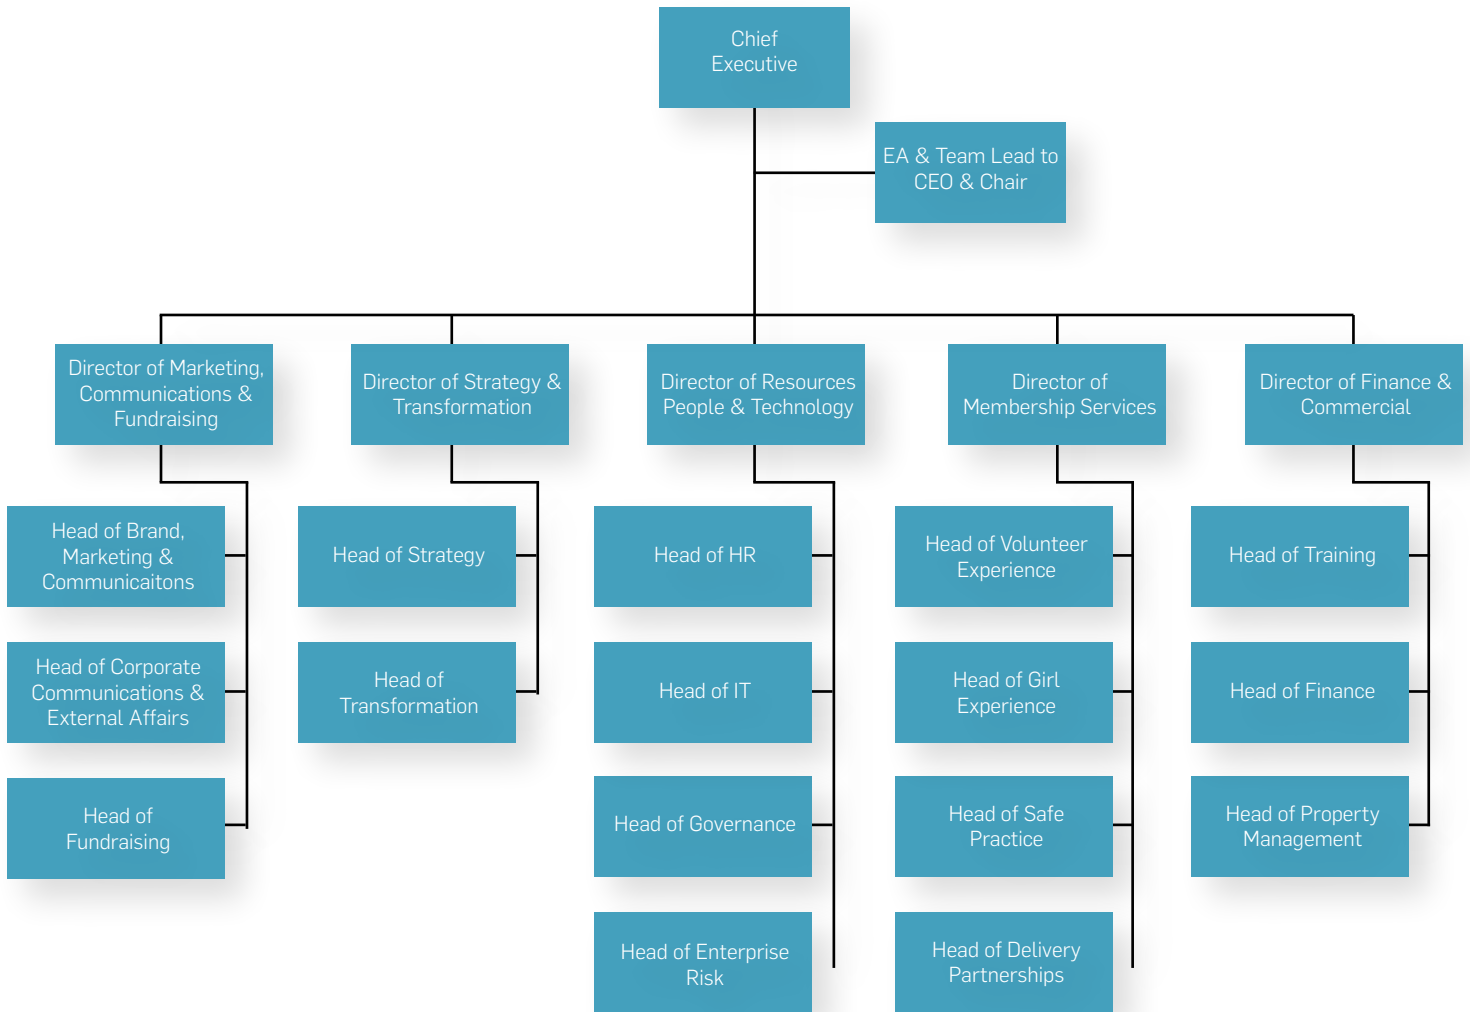 Chief
Executive
EA & Team Lead to
CEO & Chair
Director of Marketing,
Communications &
Fundraising
Director of Strategy &
Transformation
Director of Resources
People & Technology
Director of
Membership Services
Director of Finance &
Commercial
Head of Brand,
Marketing &
Communicaitons
Head of Strategy
Head of HR
Head of Volunteer
Experience
Head of Training
Head of Corporate
Communications &
External Affairs
Head of
Transformation
Head of IT
Head of Girl
Experience
Head of Finance
Head of
Fundraising
Head of Governance
Head of Safe
Practice
Head of Property
Management
Head of Enterprise
Risk
Head of Delivery
Partnerships